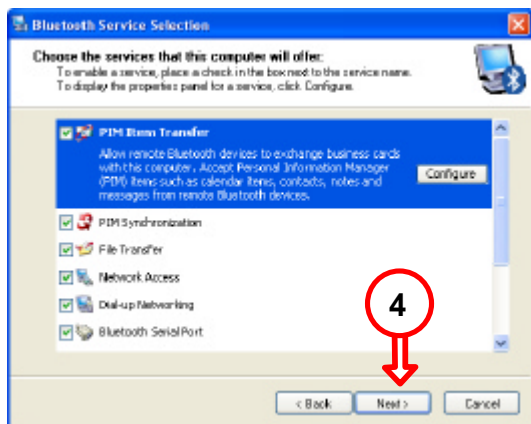 Bluetooth Service Selection
Choose the services that this computer will offer:
To enable a service, place a check in the box next to the service name.
To display the properties panel for a service, click Configure.
PIM Item Transfer
Allow remote Bluetooth devices to exchange business cards
with this computer. Accept Personal Information Manager
(PIM) items such as calendar items, contacts, notes and
messages from remote Bluetooth devices.
Configure
PIM Synchronization
File Transfer
Network Access
Dial-up Networking
Bluetooth Serial Port
4
< Back
Next >
Cancel